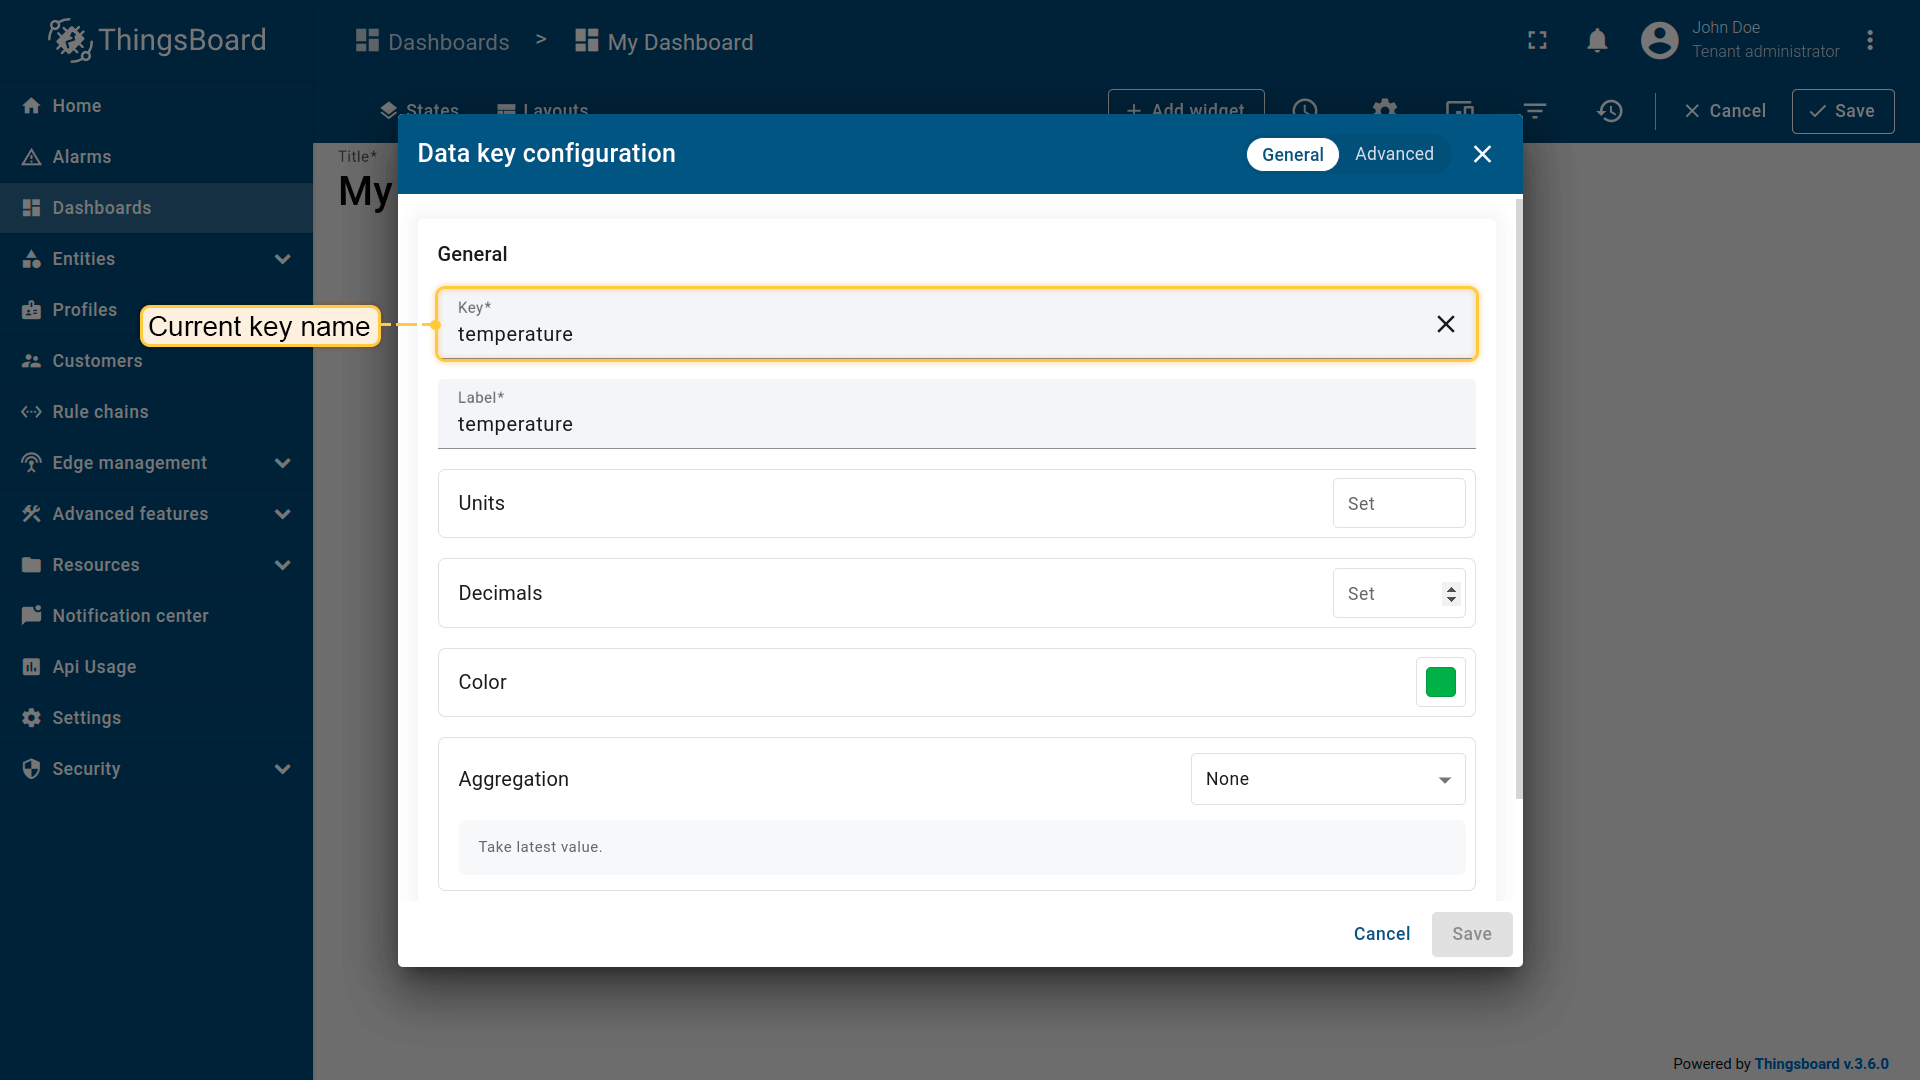 ThingsBoard
Dashboards > My Dashboard
John Doe
Tenant administrator
Home
Alarms
Dashboards
Entities
Profiles
Customers
Rule chains
Edge management
Advanced features
Resources
Notification center
Api Usage
Settings
Security
States
Layouts
+ Add widget
Cancel
Save
Title*
My
Data key configuration
General
Advanced
General
Current key name
Key*
temperature
Label*
temperature
Units
Set
Decimals
Set
Color
Aggregation
None
Take latest value.
Cancel
Save
Powered by Thingsboard v.3.6.0